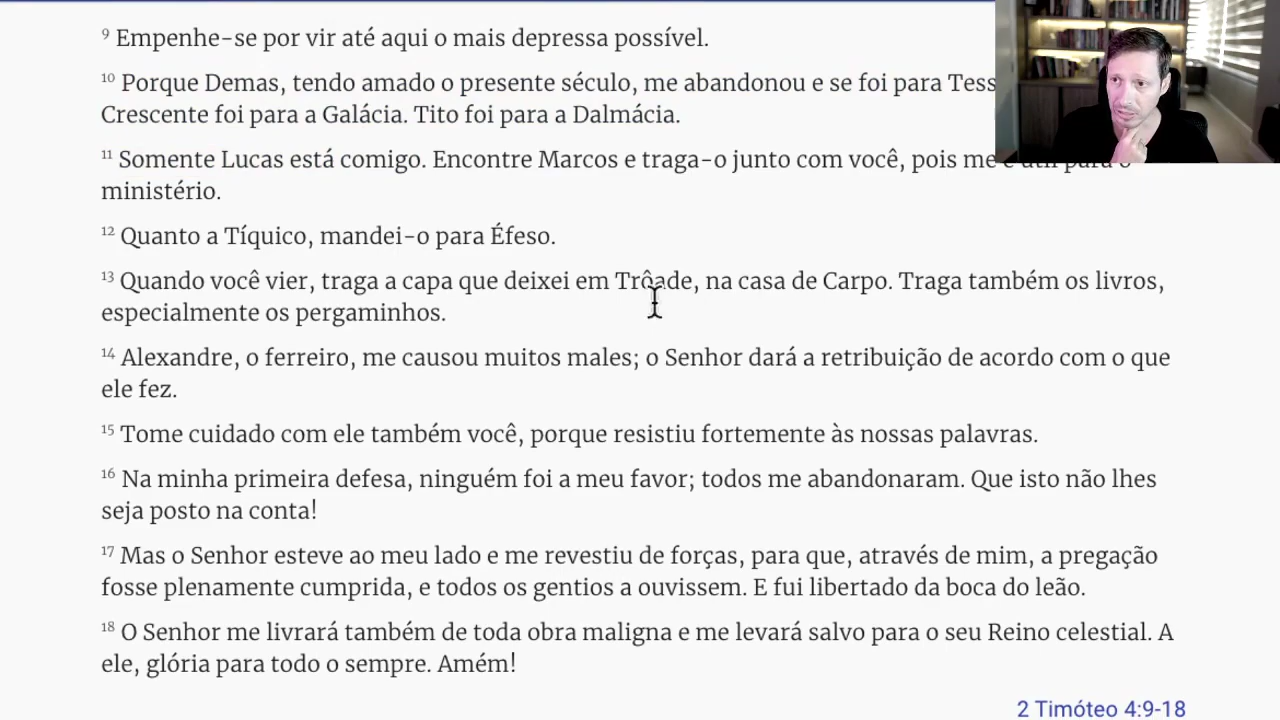 9 Empenhe-se por vir até aqui o mais depressa possível.
10 Porque Demas, tendo amado o presente século, me abandonou e se foi para Tess
Crescente foi para a Galácia. Tito foi para a Dalmácia.
11 Somente Lucas está comigo. Encontre Marcos e traga-o junto com você, pois me é útil para o
ministério.
12 Quanto a Tíquico, mandei-o para Éfeso.
13 Quando você vier, traga a capa que deixei em Trôade, na casa de Carpo. Traga também os livros,
especialmente os pergaminhos.
14 Alexandre, o ferreiro, me causou muitos males; o Senhor dará a retribuição de acordo com o que
ele fez.
15 Tome cuidado com ele também você, porque resistiu fortemente às nossas palavras.
16 Na minha primeira defesa, ninguém foi a meu favor; todos me abandonaram. Que isto não lhes
seja posto na conta!
17 Mas o Senhor esteve ao meu lado e me revestiu de forças, para que, através de mim, a pregação
fosse plenamente cumprida, e todos os gentios a ouvissem. E fui libertado da boca do leão.
18 O Senhor me livrará também de toda obra maligna e me levará salvo para o seu Reino celestial. A
ele, glória para todo o sempre. Amém!
2 Timóteo 4:9-18